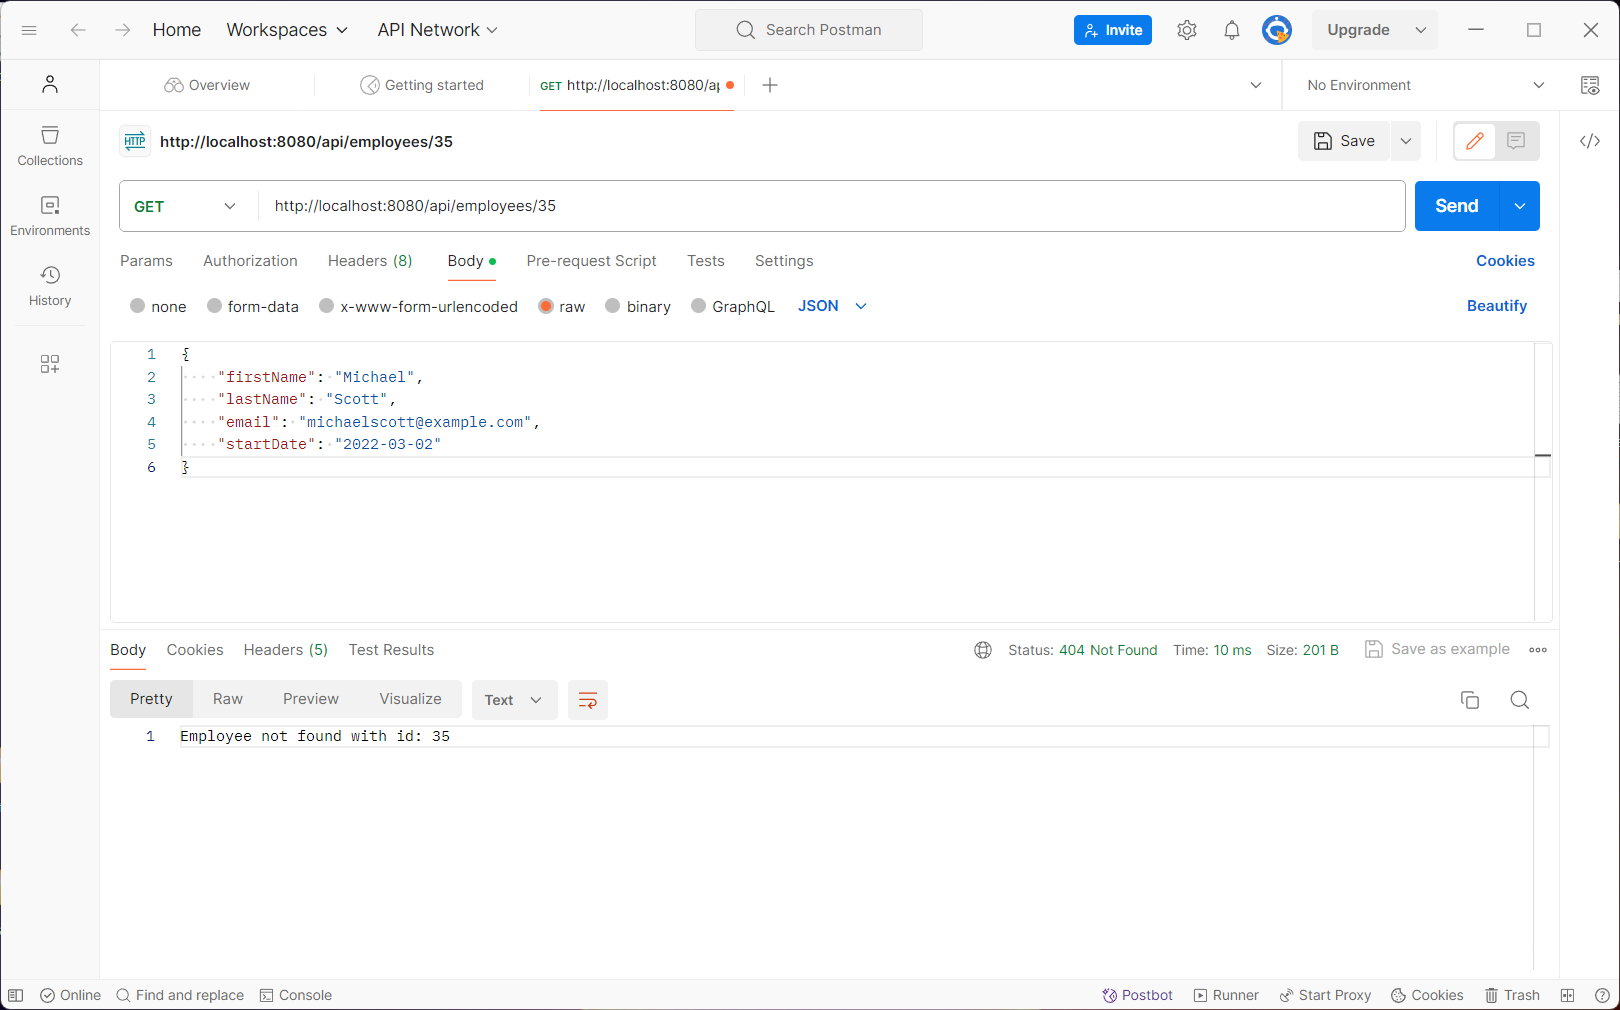 Home Workspaces API Network Search Postman Invite Upgrade
Overview Getting started GET http://localhost:8080/ap No Environment
HTTP http://localhost:8080/api/employees/35 Save
Collections
GET http://localhost:8080/api/employees/35 Send
Environments
Params Authorization Headers (8) Body Pre-request Script Tests Settings Cookies
History
none form-data x-www-form-urlencoded raw binary GraphQL JSON Beautify
1 {
2 "firstName": "Michael",
3 "lastName": "Scott",
4 "email": "michaelscott@example.com",
5 "startDate": "2022-03-02"
6 }
Body Cookies Headers (5) Test Results Status: 404 Not Found Time: 10 ms Size: 201 B Save as example
Pretty Raw Preview Visualize Text
1 Employee not found with id: 35
Online Find and replace Console Postbot Runner Start Proxy Cookies Trash